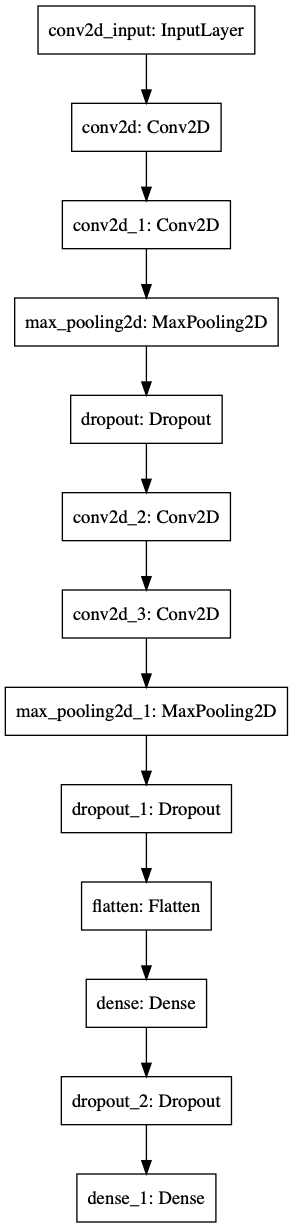 conv2d_input: InputLayer
conv2d: Conv2D
conv2d_1: Conv2D
max_pooling2d: MaxPooling2D
dropout: Dropout
conv2d_2: Conv2D
conv2d_3: Conv2D
max_pooling2d_1: MaxPooling2D
dropout_1: Dropout
flatten: Flatten
dense: Dense
dropout_2: Dropout
dense_1: Dense